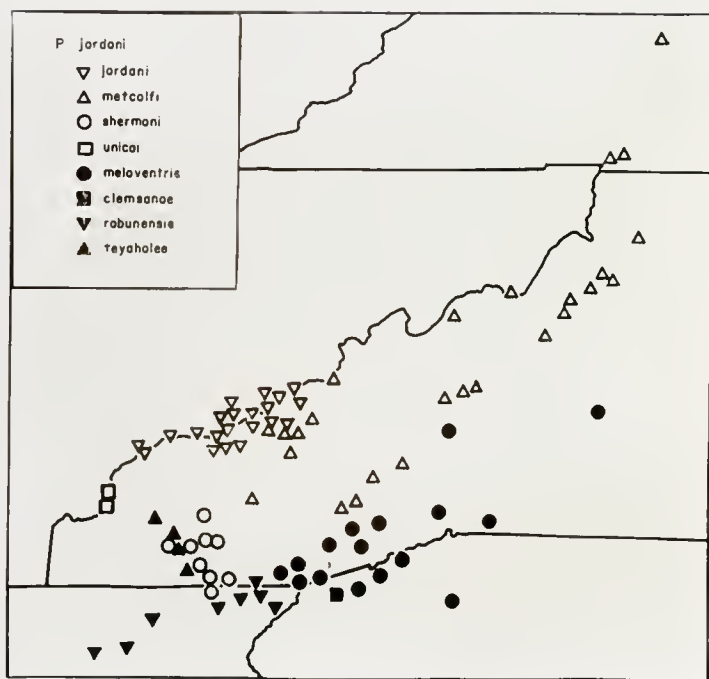 P jordani
jordani
metcalfi
shermani
unicoi
melaventris
clemsonae
rabunensis
teyahalee